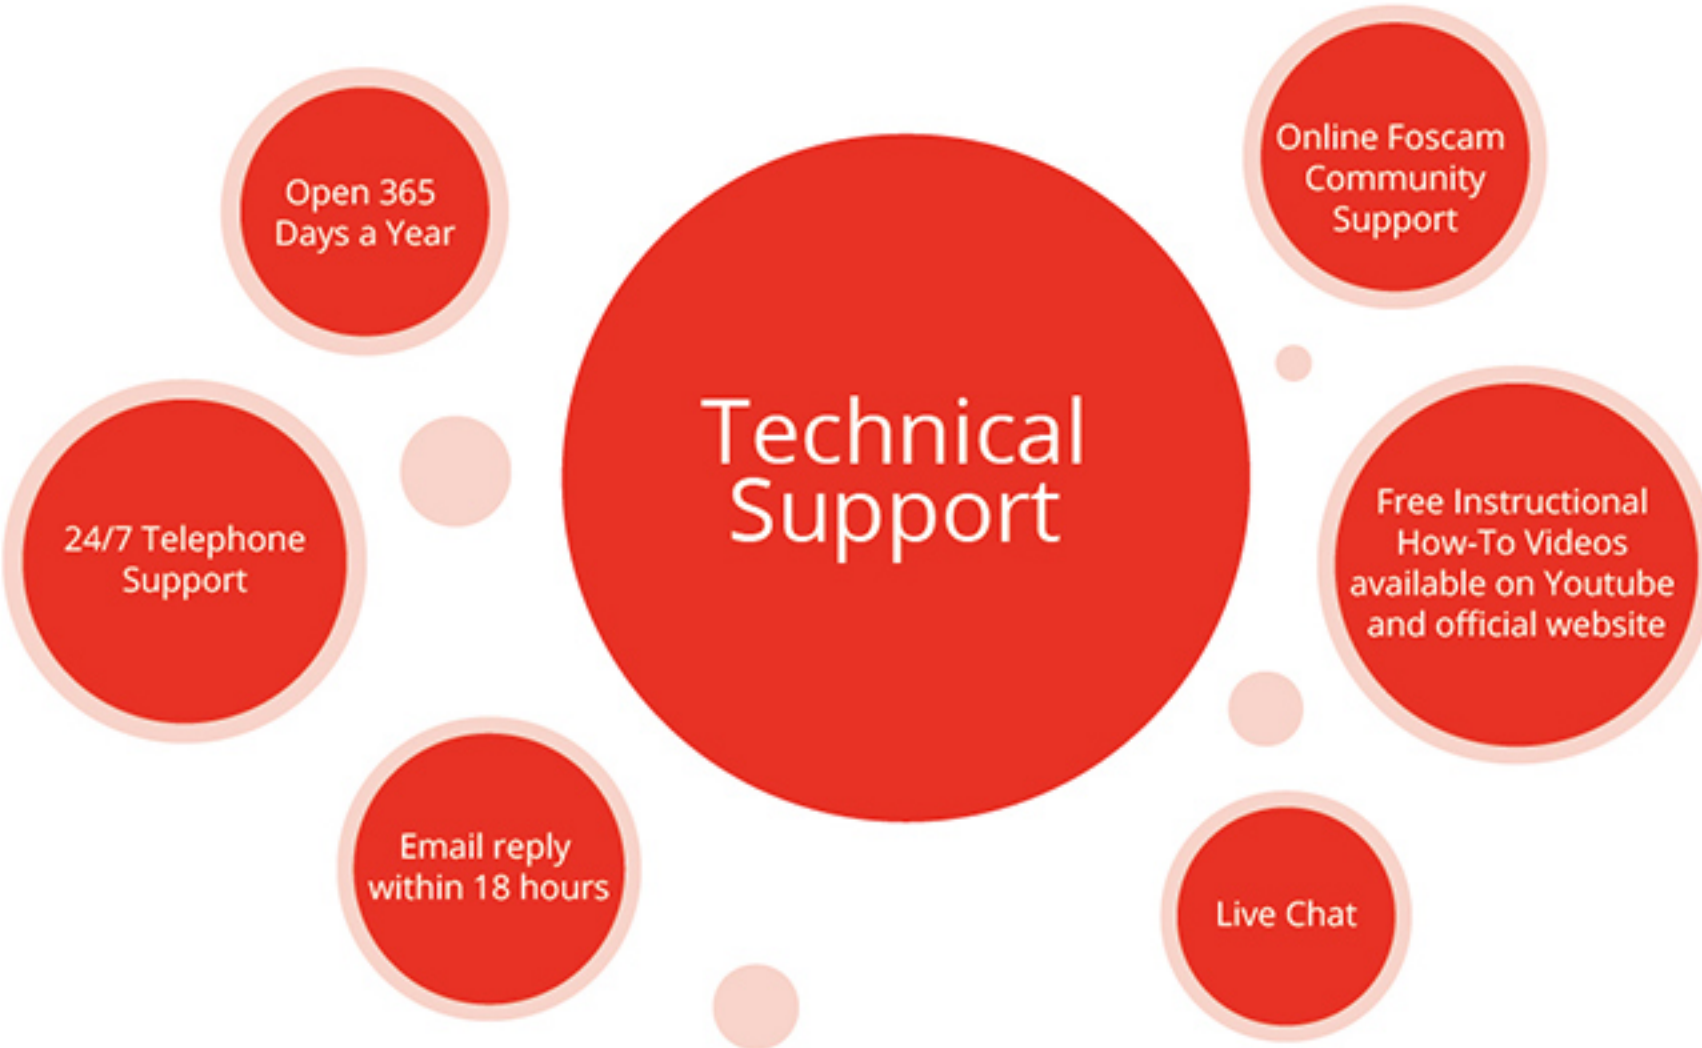 Open 365
Days a Year
24/7 Telephone
Support
Email reply
within 18 hours
Technical
Support
Online Foscam
Community
Support
Free Instructional
How-To Videos
available on Youtube
and official website
Live Chat